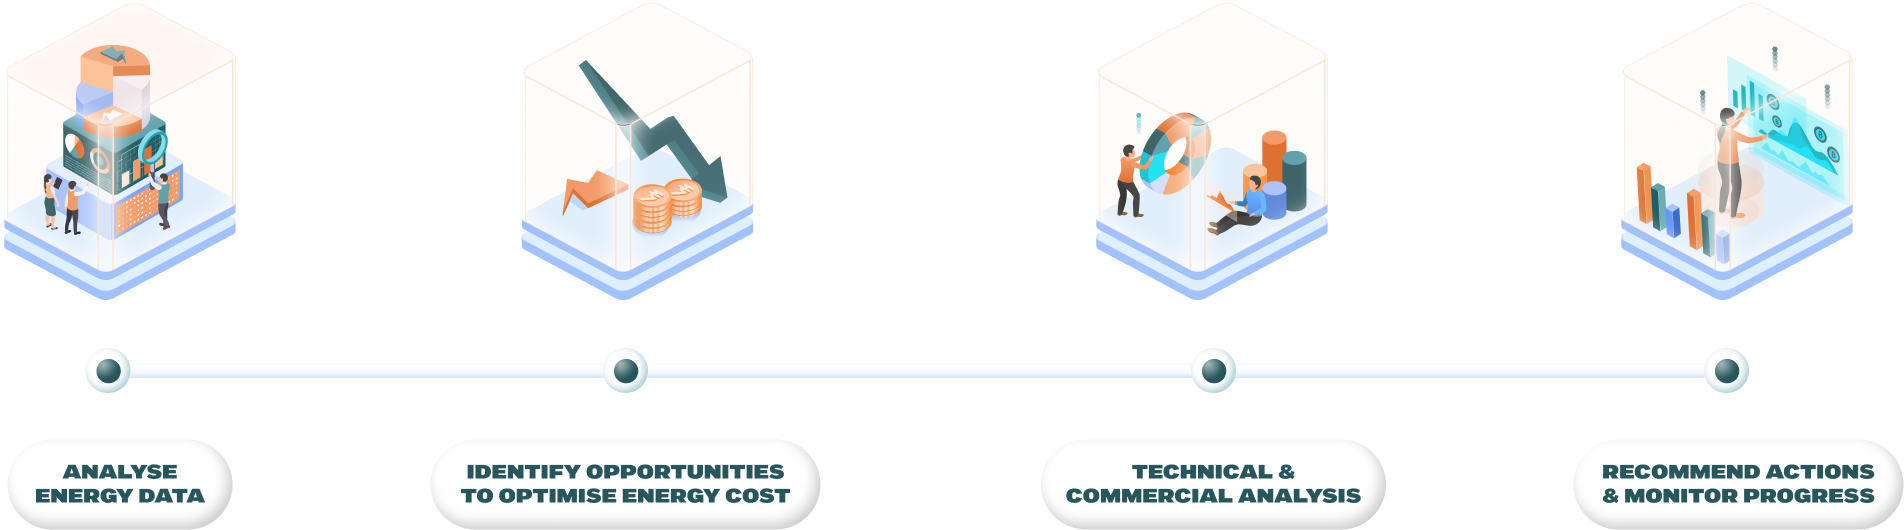 ANALYSE
ENERGY DATA
IDENTIFY OPPORTUNITIES
TO OPTIMISE ENERGY COST
TECHNICAL &
COMMERCIAL ANALYSIS
RECOMMEND ACTIONS
& MONITOR PROGRESS